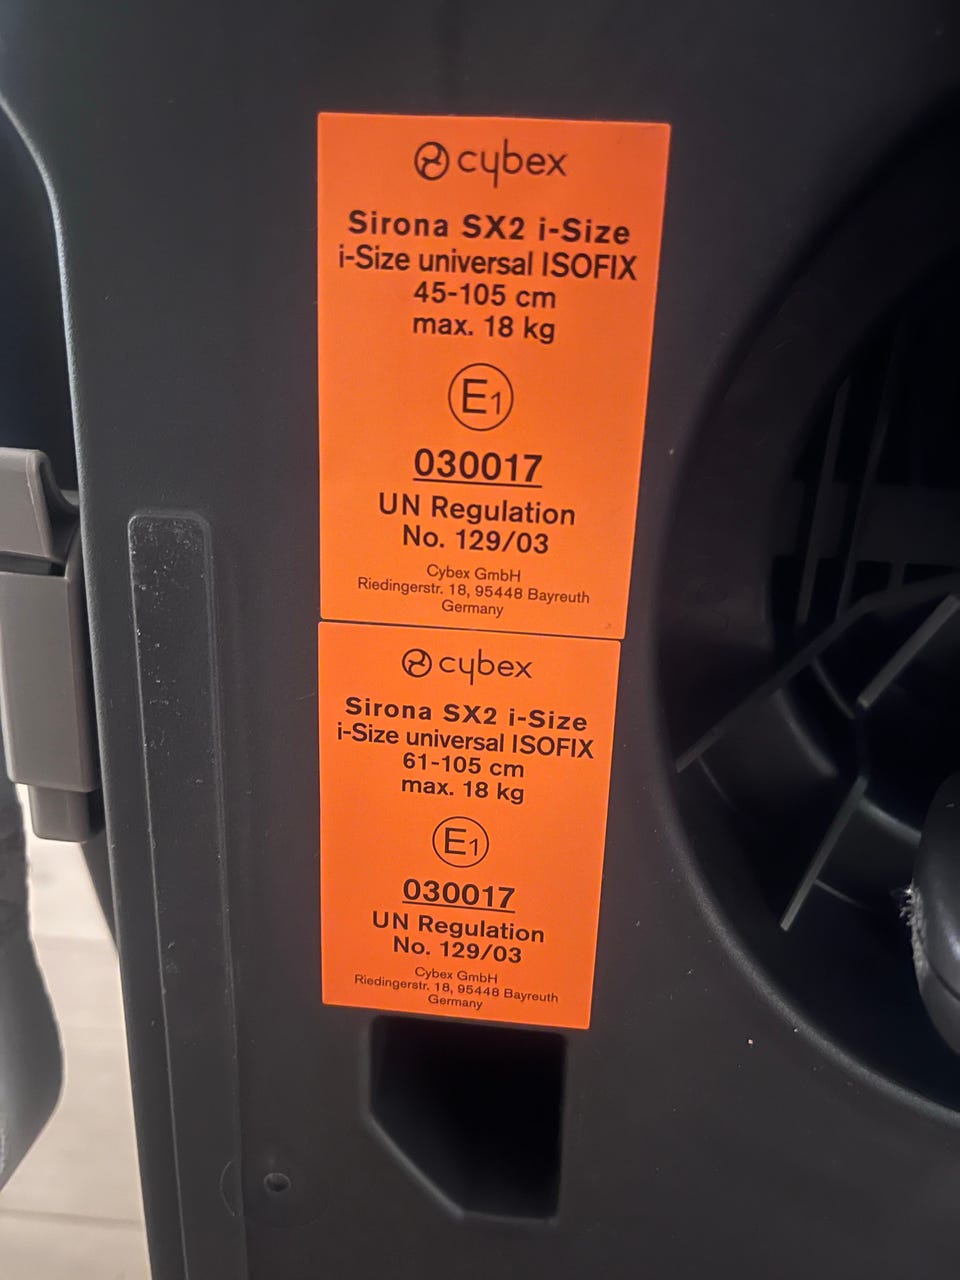 cybex
Sirona SX2 i-Size
i-Size universal ISOFIX
45-105 cm
max. 18 kg
E1
030017
UN Regulation
No. 129/03
Cybex GmbH
Riedingerstr. 18, 95448 Bayreuth
Germany
cybex
Sirona SX2 i-Size
i-Size universal ISOFIX
61-105 cm
max. 18 kg
E1
030017
UN Regulation
No. 129/03
Cybex GmbH
Riedingerstr. 18, 95448 Bayreuth
Germany